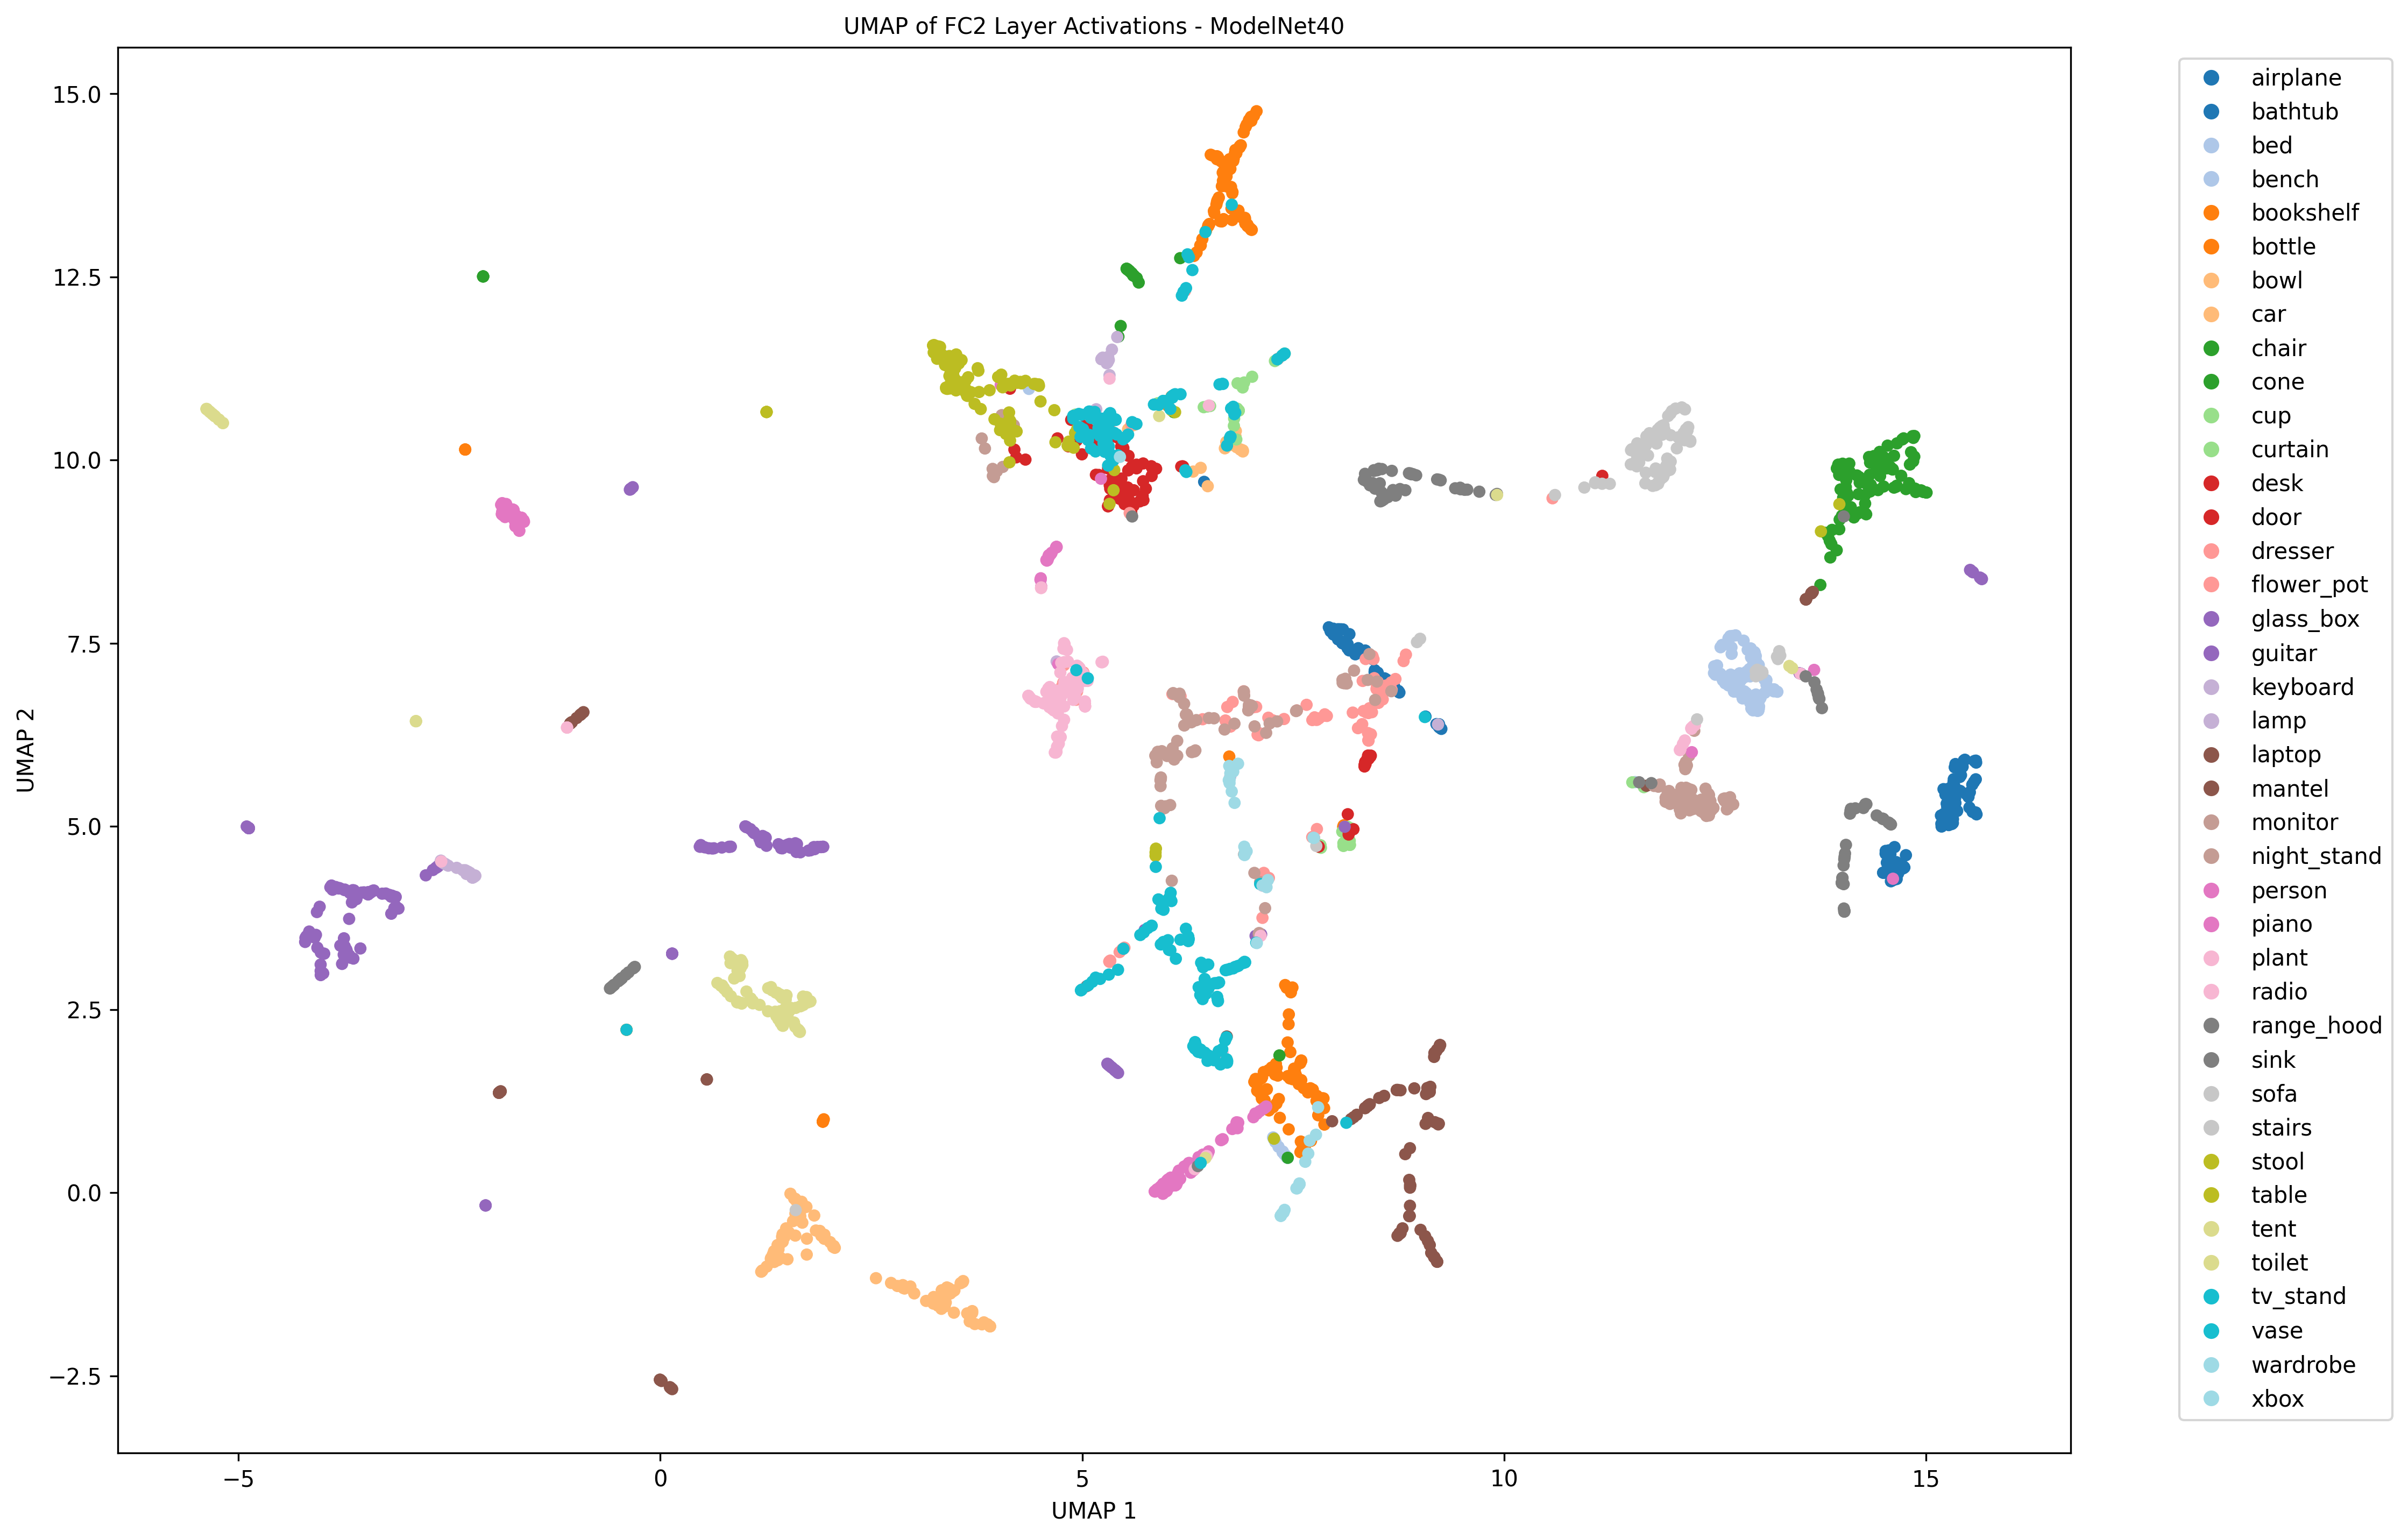 UMAP of FC2 Layer Activations - ModelNet40
15.0
12.5
10.0
7.5
5.0
2.5
0.0
−2.5
UMAP 2
−5
0
5
10
15
UMAP 1
airplane
bathtub
bed
bench
bookshelf
bottle
bowl
car
chair
cone
cup
curtain
desk
door
dresser
flower_pot
glass_box
guitar
keyboard
lamp
laptop
mantel
monitor
night_stand
person
piano
plant
radio
range_hood
sink
sofa
stairs
stool
table
tent
toilet
tv_stand
vase
wardrobe
xbox